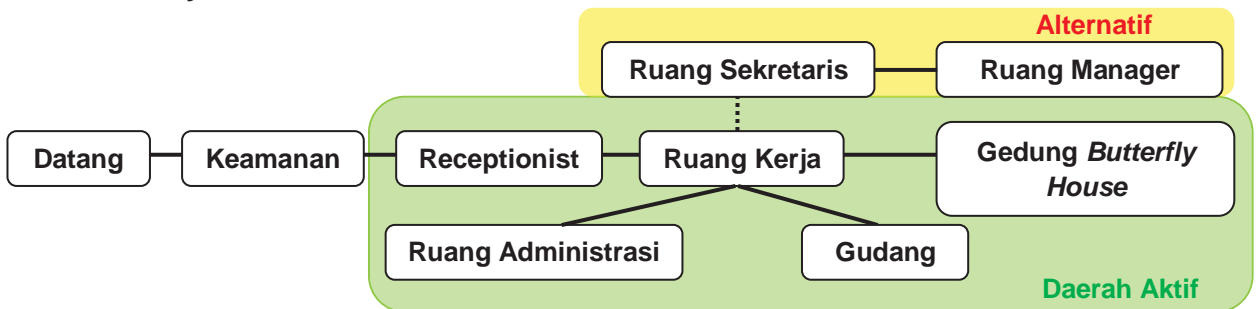 Alternatif
Ruang Sekretaris
Ruang Manager
Datang
Keamanan
Receptionist
Ruang Kerja
Gedung Butterfly
House
Ruang Administrasi
Gudang
Daerah Aktif